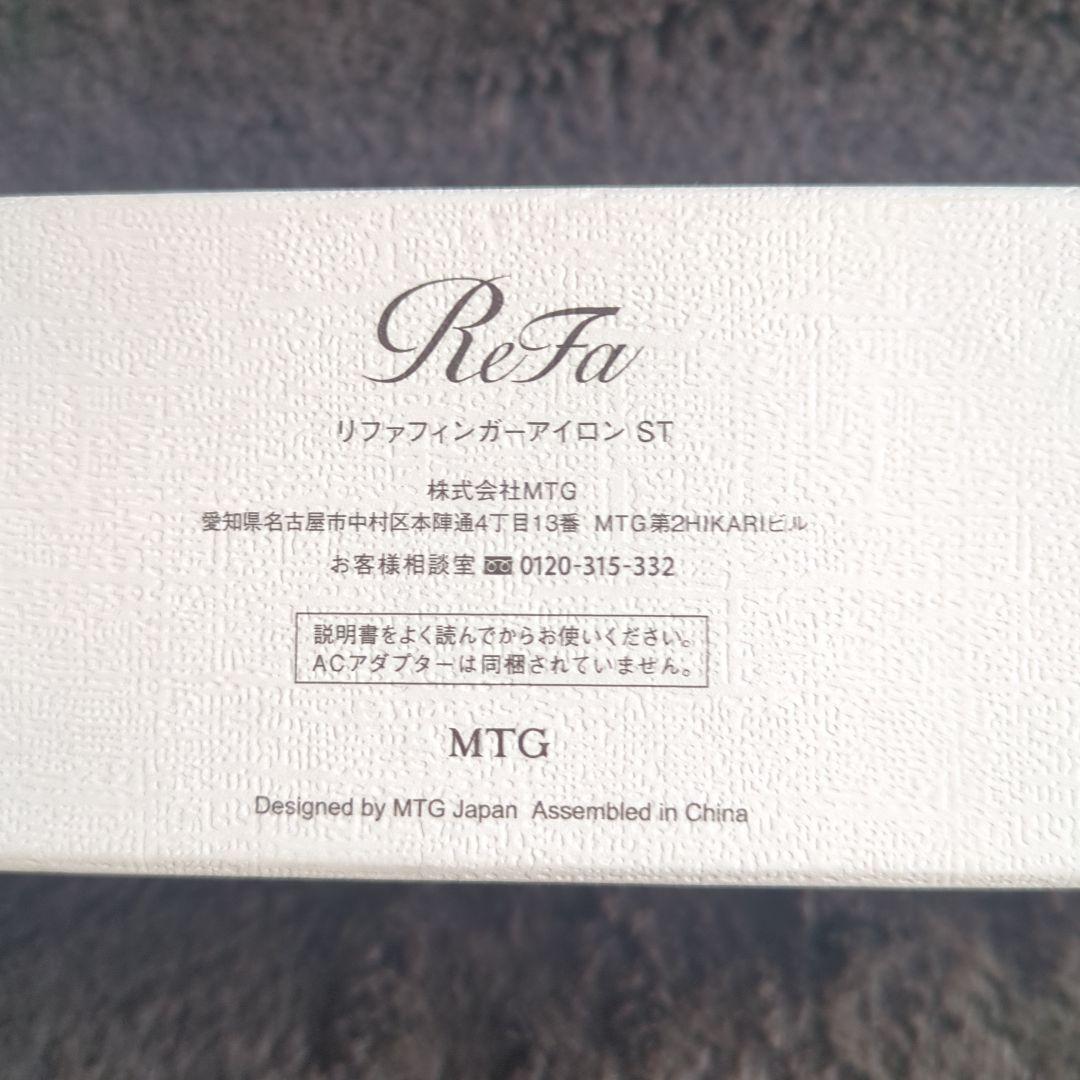 ReFa
リファフィンガーアイロン ST
株式会社MTG
愛知県名古屋市中村区本陣通4丁目13番 MTG第2HIKARIビル
お客様相談室 0120-315-332
説明書をよく読んでからお使いください。
ACアダプターは同梱されていません。
MTG
Designed by MTG Japan Assembled in China